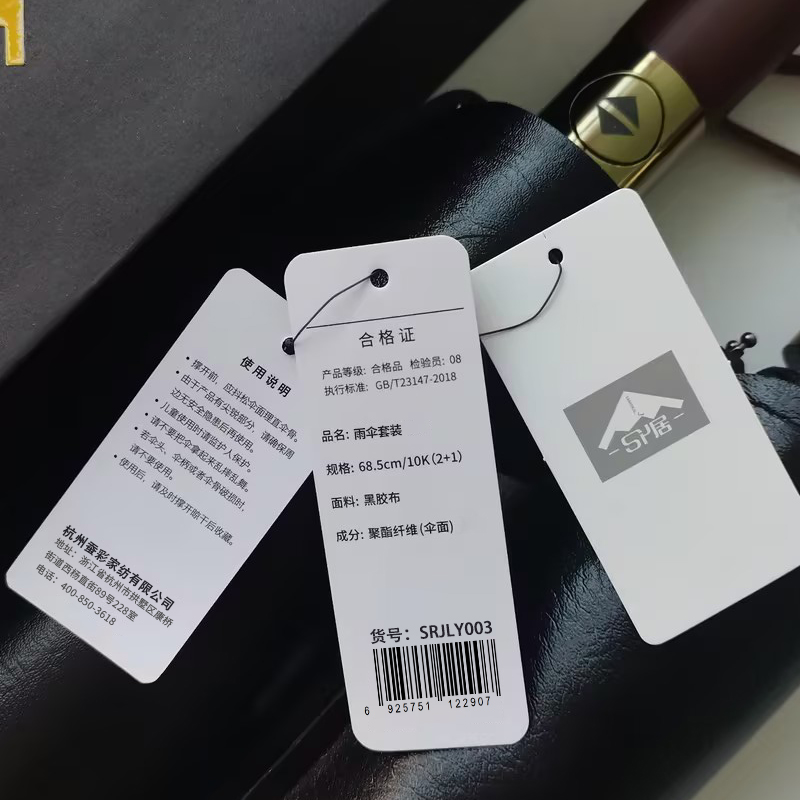 使用说明
• 撑开前，应抖松伞面理直伞骨。
• 由于产品有尖锐部分，请确保周
边无安全隐患后再使用。
• 儿童使用时请监护人保护。
• 请不要把伞拿起来乱摔乱舞。
• 若伞头、伞柄或者伞骨破损时，
请不要使用。
• 使用后，请及时撑开晾干后收藏。
杭州蚕彩家纺有限公司
地址：浙江省杭州市拱墅区康桥
街道西杨直街89号228室
电话：400-850-3618
合格证
产品等级: 合格品 检验员: 08
执行标准: GB/T23147-2018
品名: 雨伞套装
规格: 68.5cm/10K(2+1)
面料: 黑胶布
成分: 聚酯纤维(伞面)
货号: SRJLY003
6 925751 122907